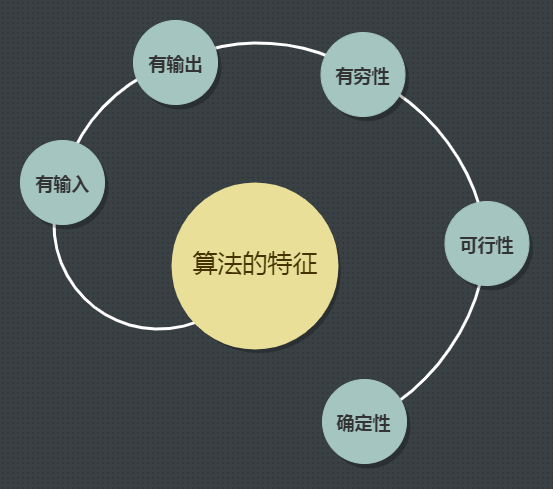 有输出
有穷性
有输入
算法的特征
可行性
确定性